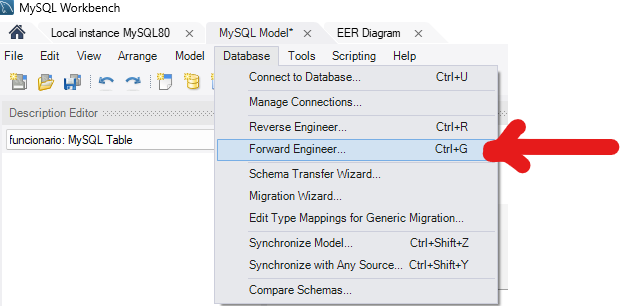 MySQL Workbench
Local instance MySQL80 × MySQL Model* × EER Diagram ×
File Edit View Arrange Model Database Tools Scripting Help
Connect to Database... Ctrl+U
Manage Connections...
Description Editor
Reverse Engineer... Ctrl+R
funcionario: MySQL Table
Forward Engineer... Ctrl+G
Schema Transfer Wizard...
Migration Wizard...
Edit Type Mappings for Generic Migration...
Synchronize Model... Ctrl+Shift+Z
Synchronize with Any Source... Ctrl+Shift+Y
Compare Schemas...